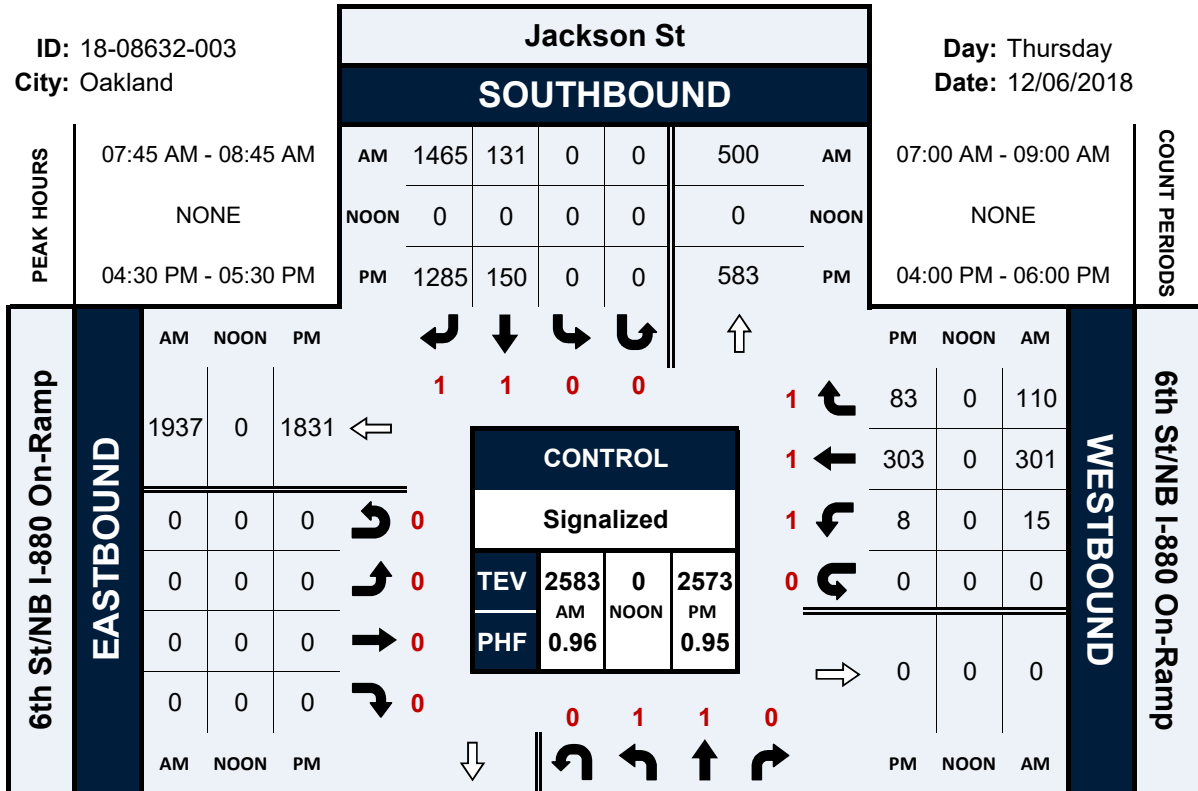 Jackson St
ID: 18-08632-003
Day: Thursday
City: Oakland
Date: 12/06/2018
SOUTHBOUND
PEAK HOURS
07:45 AM - 08:45 AM
NONE
04:30 PM - 05:30 PM
AM 1465 131 0 0 500 AM
NOON 0 0 0 0 0 NOON
PM 1285 150 0 0 583 PM
07:00 AM - 09:00 AM
NONE
04:00 PM - 06:00 PM
COUNT PERIODS
1 1 0 0
6th St/NB I-880 On-Ramp
EASTBOUND
AM NOON PM
1937 0 1831
0 0 0 0
0 0 0 0
0 0 0 0
0 0 0 0
AM NOON PM
CONTROL
Signalized
TEV 2583 0 2573
AM NOON PM
PHF 0.96 0.95
PM NOON AM
1 83 0 110
1 303 0 301
1 8 0 15
0 0 0 0
0 0 0
PM NOON AM
WESTBOUND
6th St/NB I-880 On-Ramp
0 1 1 0